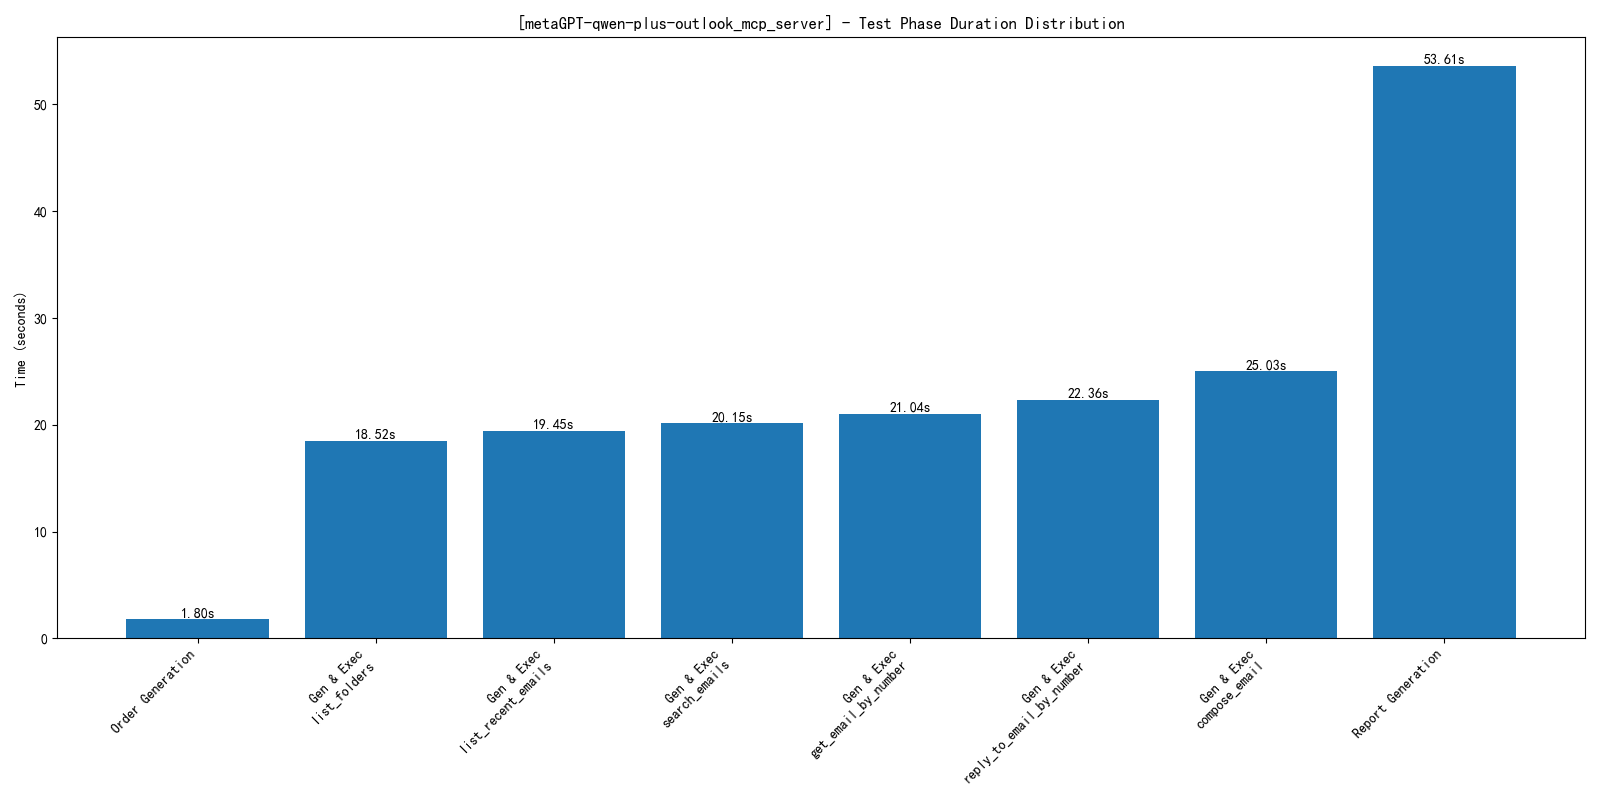 [metaGPT-qwen-plus-outlook_mcp_server] - Test Phase Duration Distribution
Time (seconds)
50
40
30
20
10
0
1.80s
18.52s
19.45s
20.15s
21.04s
22.36s
25.03s
53.61s
Order Generation
Gen & Exec
list_folders
Gen & Exec
list_recent_emails
Gen & Exec
search_emails
Gen & Exec
get_email_by_number
Gen & Exec
reply_to_email_by_number
Gen & Exec
compose_email
Report Generation